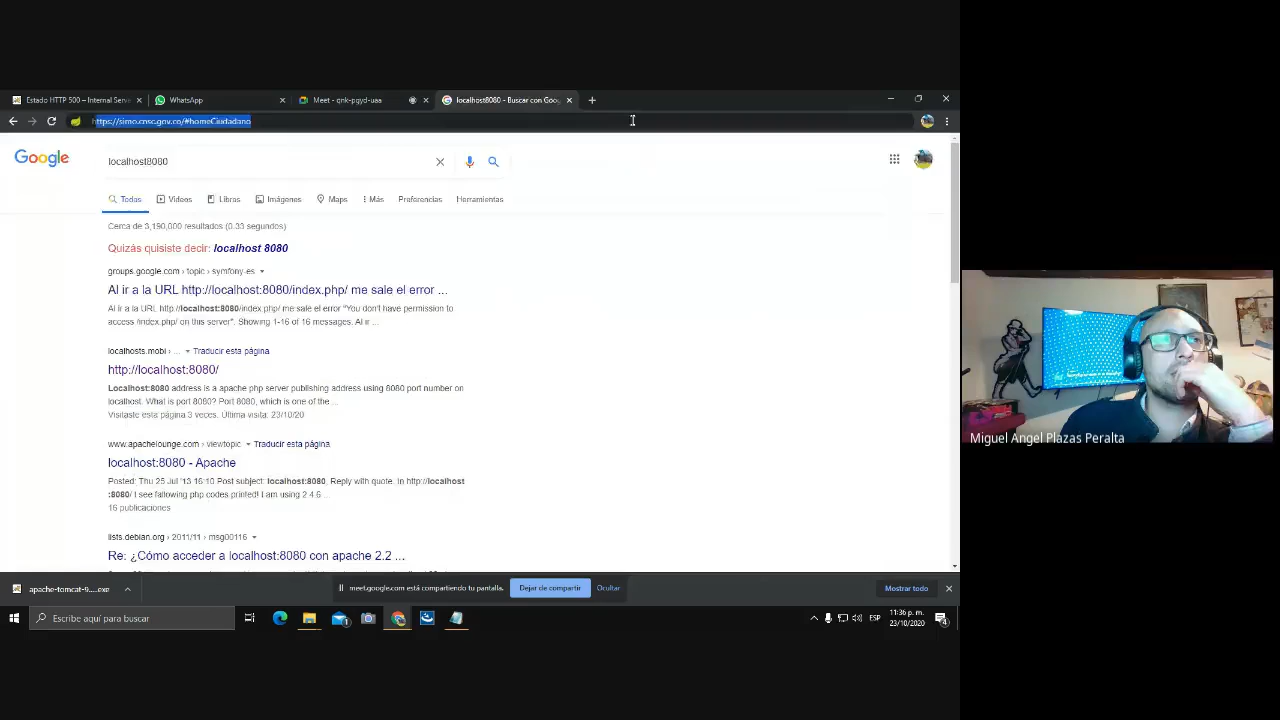 Estado HTTP 500 – Internal Serve
WhatsApp
Meet - qnk-pgyd-uaa
localhost8080 - Buscar con Goog
https://simo.cnsc.gov.co/#homeCiudadano
Google
localhost8080
Todas
Vídeos
Libros
Imágenes
Maps
Más
Preferencias
Herramientas
Cerca de 3,190,000 resultados (0.33 segundos)
Quizás quisiste decir: localhost 8080
groups.google.com › topic › symfony-es
Al ir a la URL http://localhost:8080/index.php/ me sale el error ...
Al ir a la URL http://localhost:8080/index.php/ me sale el error "You don't have permission to
access /index.php/ on this server". Showing 1-16 of 16 messages. Al ir ...
localhosts.mobi › ... Traducir esta página
http://localhost:8080/
Localhost:8080 address is a apache php server publishing address using 8080 port number on
localhost. What is port 8080? Port 8080, which is one of the ...
Visitaste esta página 3 veces. Última visita: 23/10/20
www.apachelounge.com › viewtopic Traducir esta página
localhost:8080 - Apache
Posted: Thu 25 Jul '13 16:10 Post subject: localhost:8080, Reply with quote. In http://localhost
:8080/ I see fallowing php codes printed! I am using 2.4.6 ...
16 publicaciones
lists.debian.org › 2011/11 › msg00116
Re: ¿Cómo acceder a localhost:8080 con apache 2.2 ...
apache-tomcat-9....exe
meet.google.com está compartiendo tu pantalla.
Dejar de compartir
Ocultar
Mostrar todo
Escribe aquí para buscar
1
ESP
11:36 p. m.
23/10/2020
4
Miguel Angel Plazas Peralta